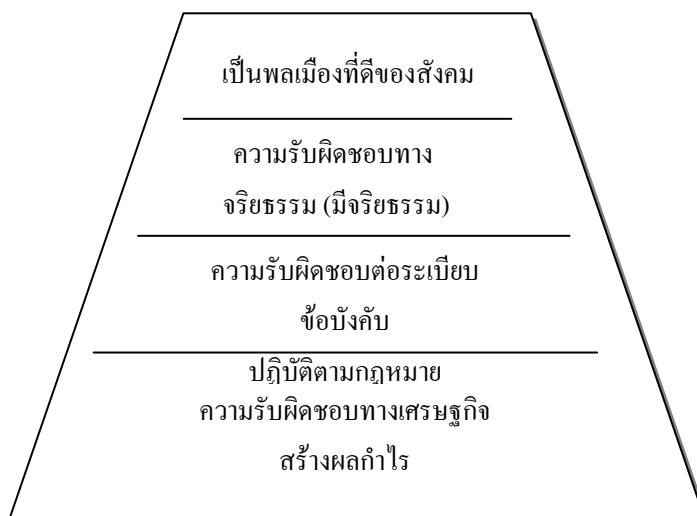 เป็นพลเมืองที่ดีของสังคม
ความรับผิดชอบทาง
จริยธรรม (มีจริยธรรม)
ความรับผิดชอบต่อระเบียบ
ข้อบังคับ
ปฏิบัติตามกฎหมาย
ความรับผิดชอบทางเศรษฐกิจ
สร้างผลกำไร